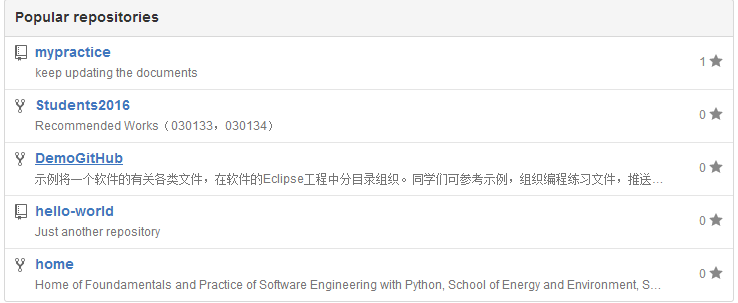 Popular repositories
mypractice
keep updating the documents
1
Students2016
Recommended Works（030133，030134）
0
DemoGitHub
示例将一个软件的有关各类文件，在软件的Eclipse工程中分目录组织。同学们可参考示例，组织编程练习文件，推送…
0
hello-world
Just another repository
0
home
Home of Foundamentals and Practice of Software Engineering with Python, School of Energy and Environment, S…
0